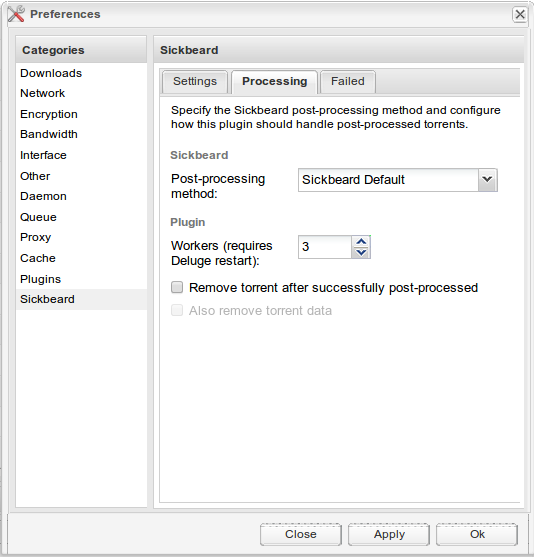 Preferences
Categories
Downloads
Network
Encryption
Bandwidth
Interface
Other
Daemon
Queue
Proxy
Cache
Plugins
Sickbeard
Sickbeard
Settings
Processing
Failed
Specify the Sickbeard post-processing method and configure
how this plugin should handle post-processed torrents.
Sickbeard
Post-processing
method:
Sickbeard Default
Plugin
Workers (requires
Deluge restart):
3
Remove torrent after successfully post-processed
Also remove torrent data
Close
Apply
Ok